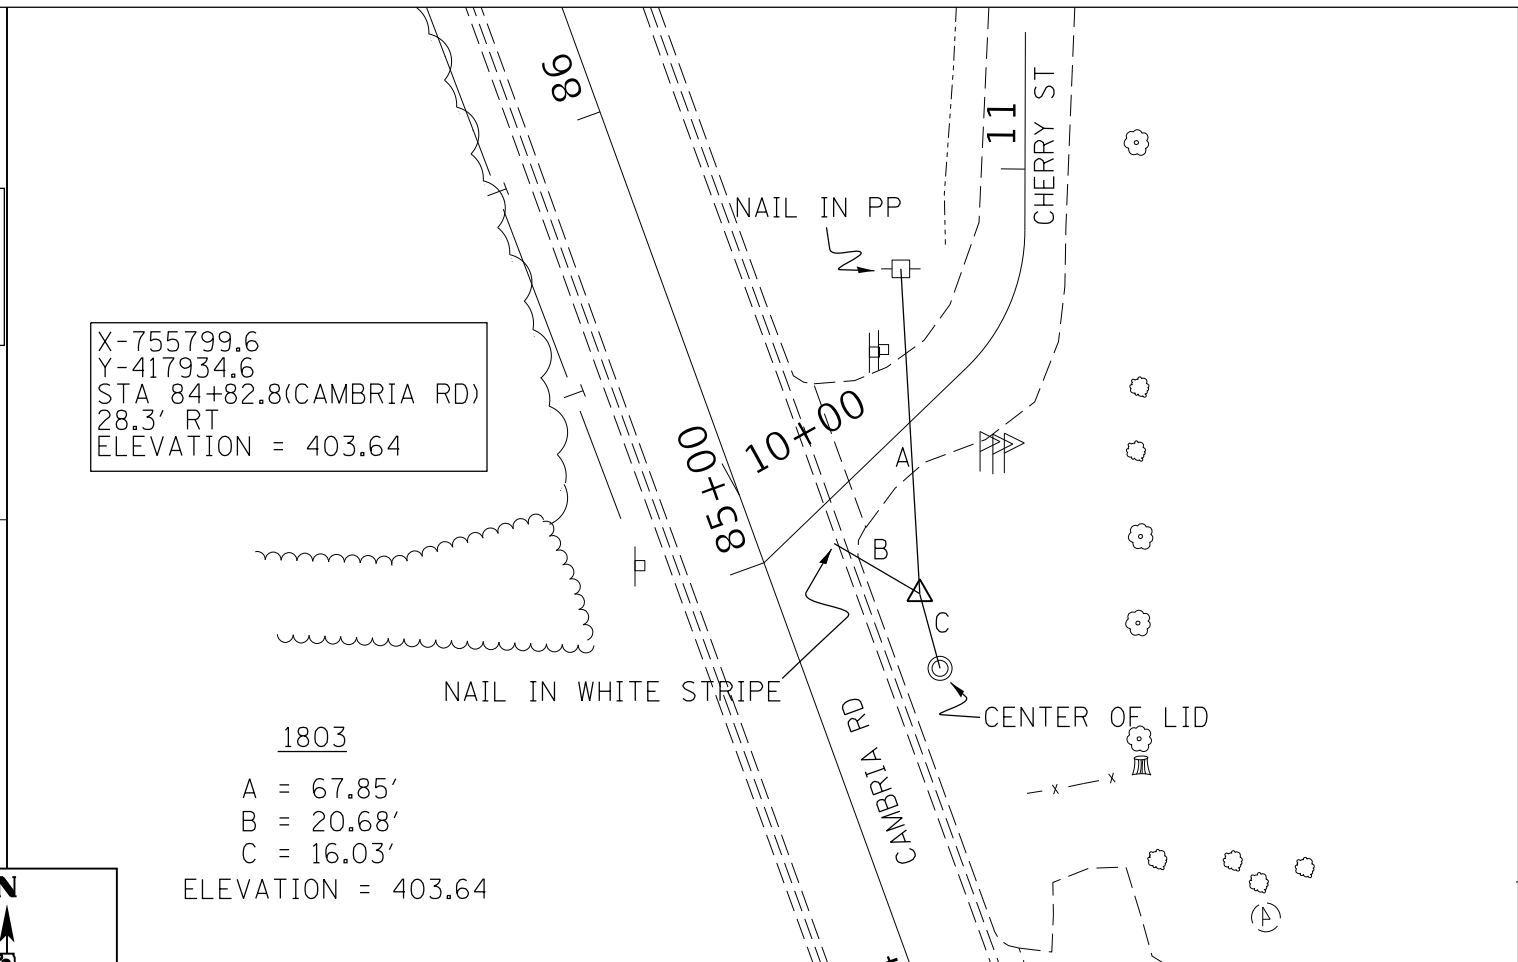 86
11
CHERRY ST
NAIL IN PP
X-755799.6
Y-417934.6
STA 84+82.8(CAMBRIA RD)
28.3' RT
ELEVATION = 403.64
10+00
85+00
A
B
C
NAIL IN WHITE STRIPE
CENTER OF LID
CAMBRIA RD
1803
A = 67.85'
B = 20.68'
C = 16.03'
ELEVATION = 403.64
N
x x
A